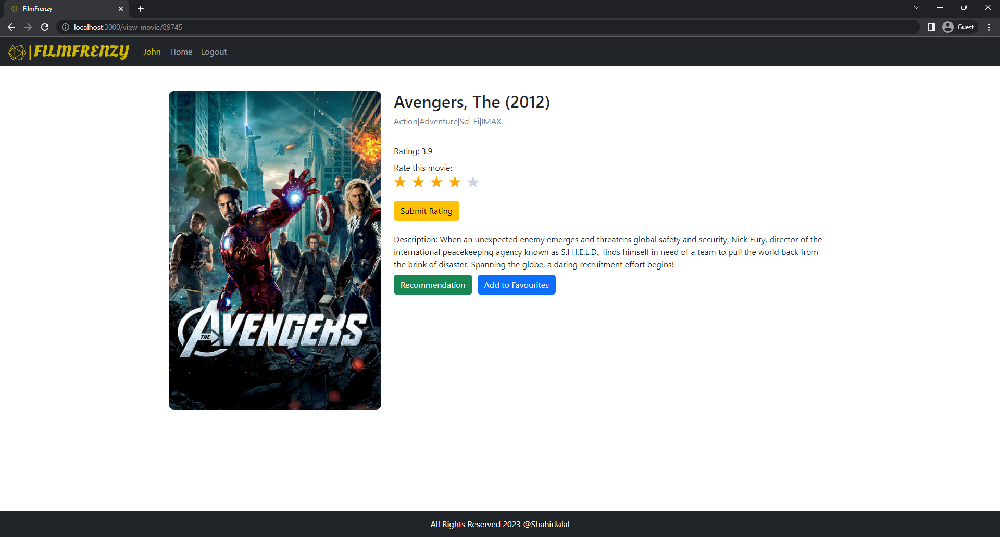 FilmFrenzy
localhost:3000/view-movie/89745
Guest
|FILMFRENZY
John Home Logout
Avengers, The (2012)
Action|Adventure|Sci-Fi|IMAX
Rating: 3.9
Rate this movie:
Submit Rating
Description: When an unexpected enemy emerges and threatens global safety and security, Nick Fury, director of the
international peacekeeping agency known as S.H.I.E.L.D., finds himself in need of a team to pull the world back from
the brink of disaster. Spanning the globe, a daring recruitment effort begins!
Recommendation Add to Favourites
THE AVENGERS
All Rights Reserved 2023 @ShahirJalal